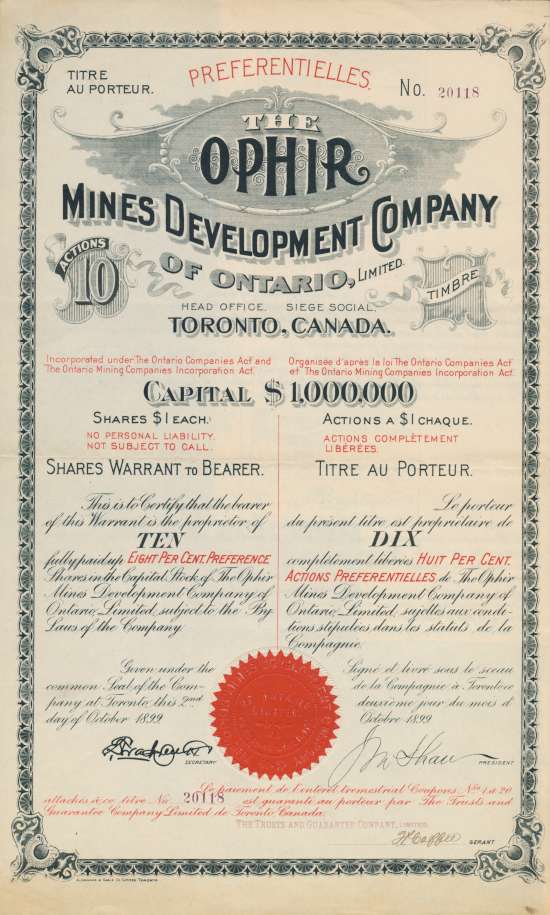 TITRE
AU PORTEUR.
PREFERENTIELLES.
No. 20118
THE
OPHIR
MINES DEVELOPMENT COMPANY
OF ONTARIO, LIMITED.
ACTIONS
10
TIMBRE
HEAD OFFICE. SIEGE SOCIAL,
TORONTO, CANADA.
Incorporated under The Ontario Companies Act and
The Ontario Mining Companies Incorporation Act.
Organisée d'après la loi The Ontario Companies Act
et The Ontario Mining Companies Incorporation Act.
CAPITAL $1,000,000
SHARES $1 EACH.
NO PERSONAL LIABILITY.
NOT SUBJECT TO CALL.
SHARES WARRANT TO BEARER.
ACTIONS A $1 CHAQUE.
ACTIONS COMPLÈTEMENT
LIBÉRÉES.
TITRE AU PORTEUR.
This is to Certify that the bearer
of this Warrant is the proprietor of
TEN
fully paid up EIGHT PER CENT. PREFERENCE
Shares in the Capital Stock of The Ophir
Mines Development Company of
Ontario, Limited, subject to the By
Laws of the Company.
Given under the
common Seal of the Com-
pany at Toronto, this 2nd
day of October 1899
SECRETARY
Le porteur
du présent titre est propriétaire de
DIX
complètement libérées HUIT PER CENT.
ACTIONS PREFERENTIELLES de The Ophir
Mines Development Company of
Ontario, Limited, sujettes aux condi-
tions stipulées dans les statuts de la
Compagnie.
Signé et livré sous le sceau
de la Compagnie à Toronto ce
deuxième jour du mois d'
Octobre 1899
PRESIDENT
Le paiement de l'interet trimestral Coupons Nos 1 à 20
attachés à ce titre No. 20118 est guaranté au porteur par The Trusts and
Guarantee Company, Limited de Toronto, Canada.
THE TRUSTS AND GUARANTEE COMPANY, LIMITED.
GÉRANT